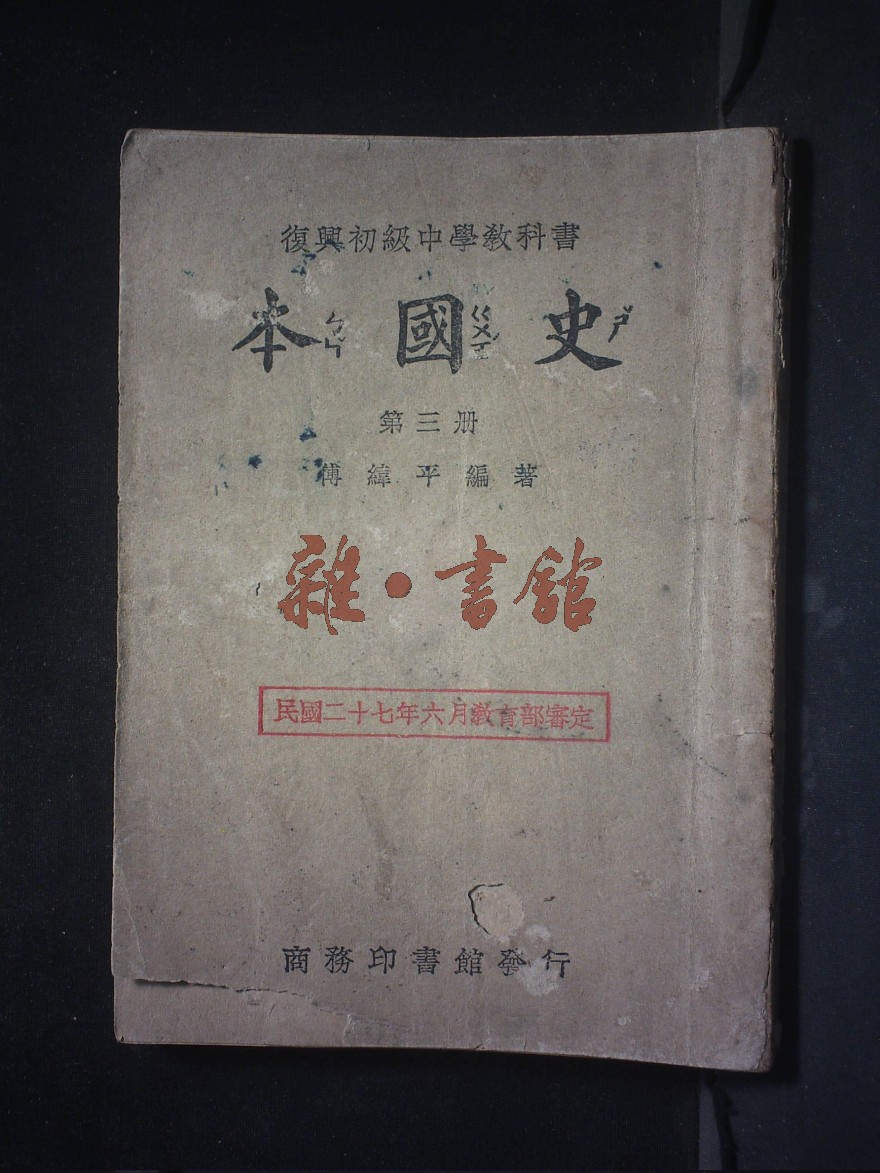 復興初級中學教科書
本ㄅㄣˇ國ㄍㄨㄛˊ史ㄕˇ
第三册
傅緯平編著
雜·書館
民國二十七年六月教育部審定
商務印書館發行